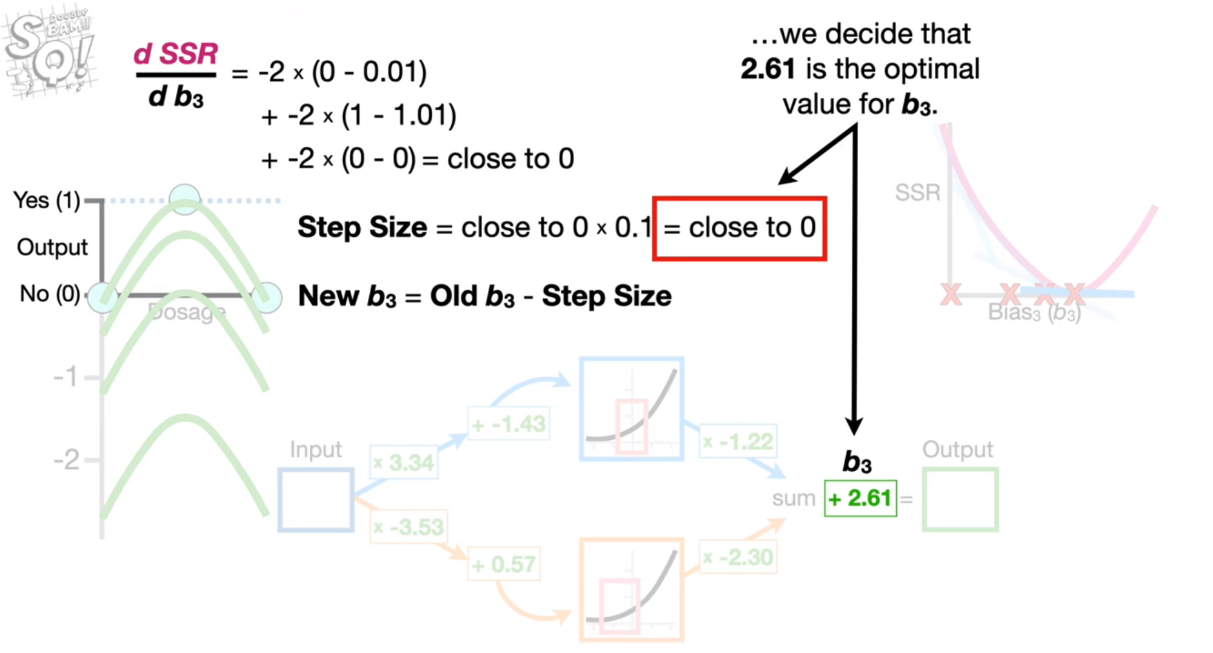 DOUBLE
BAM!!!
SQ!
d SSR
d b₃
= -2 × (0 - 0.01)
+ -2 × (1 - 1.01)
+ -2 × (0 - 0) = close to 0
...we decide that
2.61 is the optimal
value for b₃.
Step Size = close to 0 × 0.1 = close to 0
New b₃ = Old b₃ - Step Size
Yes (1)
Output
No (0)
Dosage
-1
-2
SSR
X X X X
Bias₃ (b₃)
Input
× 3.34
+ -1.43
× -1.22
× -3.53
+ 0.57
× -2.30
b₃
sum + 2.61 =
Output